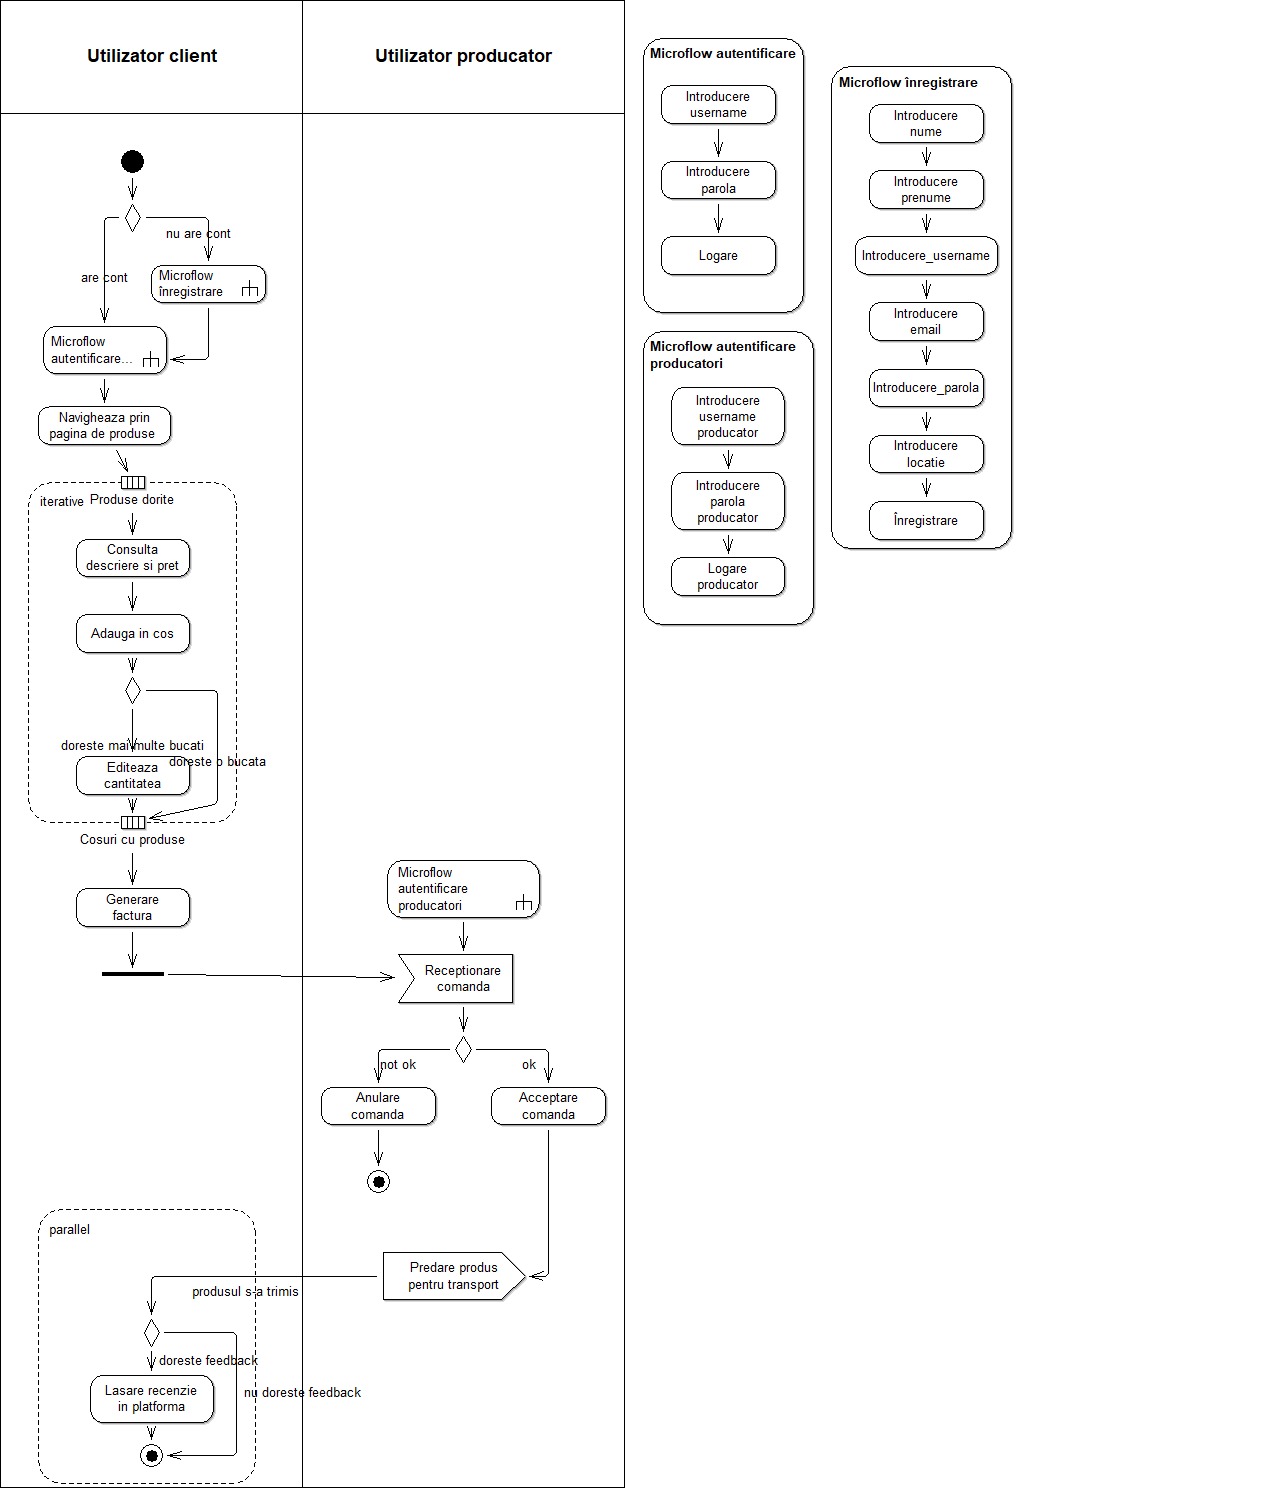 Utilizator client
Utilizator producator
nu are cont
are cont
Microflow
înregistrare
Microflow
autentificare...
Navigheaza prin
pagina de produse
iterative
Produse dorite
Consulta
descriere si pret
Adauga in cos
doreste mai multe bucati
doreste o bucata
Editeaza
cantitatea
Cosuri cu produse
Generare
factura
Microflow
autentificare
producatori
Receptionare
comanda
not ok
ok
Anulare
comanda
Acceptare
comanda
parallel
Predare produs
pentru transport
produsul s-a trimis
doreste feedback
nu doreste feedback
Lasare recenzie
in platforma
Microflow autentificare
Introducere
username
Introducere
parola
Logare
Microflow autentificare
producatori
Introducere
username
producator
Introducere
parola
producator
Logare
producator
Microflow înregistrare
Introducere
nume
Introducere
prenume
Introducere_username
Introducere
email
Introducere_parola
Introducere
locatie
Înregistrare